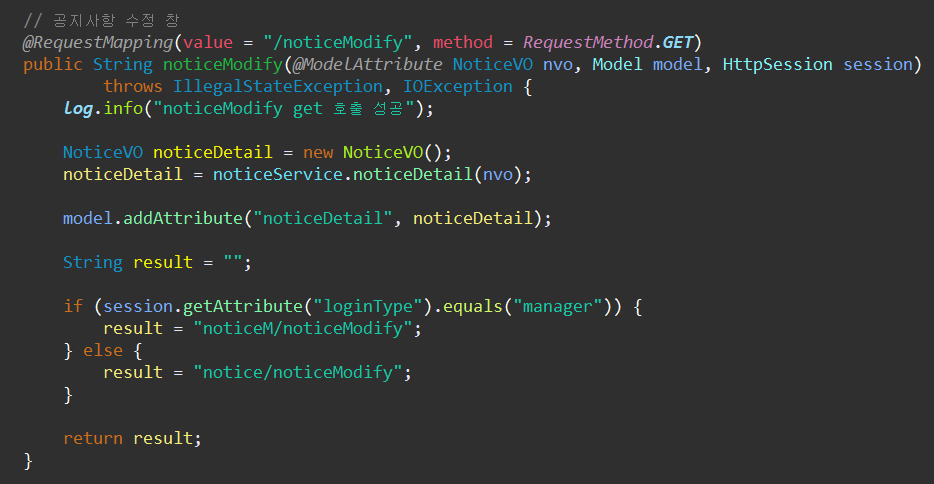 // 공지사항 수정 창
@RequestMapping(value = "/noticeModify", method = RequestMethod.GET)
public String noticeModify(@ModelAttribute NoticeVO nvo, Model model, HttpSession session)
        throws IllegalStateException, IOException {
    log.info("noticeModify get 호출 성공");

    NoticeVO noticeDetail = new NoticeVO();
    noticeDetail = noticeService.noticeDetail(nvo);

    model.addAttribute("noticeDetail", noticeDetail);

    String result = "";

    if (session.getAttribute("loginType").equals("manager")) {
        result = "noticeM/noticeModify";
    } else {
        result = "notice/noticeModify";
    }

    return result;
}